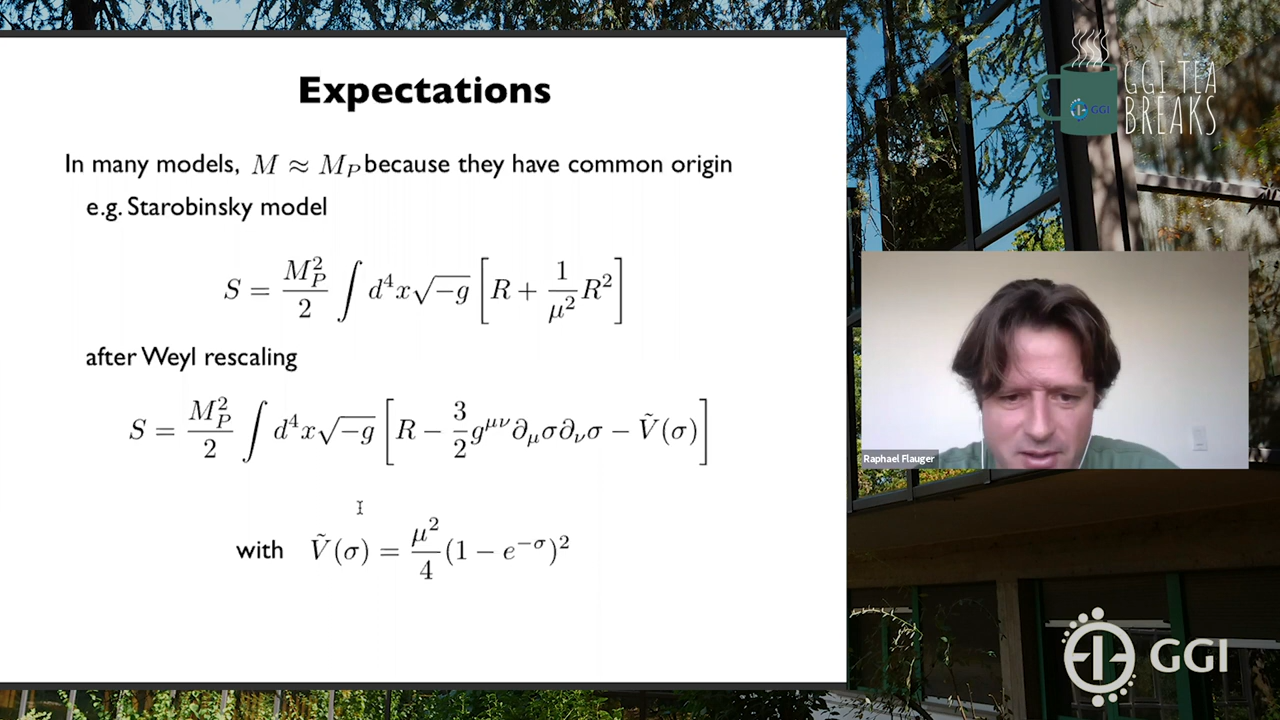 Expectations
In many models, M ≈ M_P because they have common origin
e.g. Starobinsky model
S = \frac{M_P^2}{2} \int d^4x \sqrt{-g} \left[ R + \frac{1}{\mu^2} R^2 \right]
after Weyl rescaling
S = \frac{M_P^2}{2} \int d^4x \sqrt{-g} \left[ R - \frac{3}{2} g^{\mu\nu} \partial_\mu \sigma \partial_\nu \sigma - \tilde{V}(\sigma) \right]
with \tilde{V}(\sigma) = \frac{\mu^2}{4} (1 - e^{-\sigma})^2
GGI TEA
BREAKS
GGI
Raphael Flauger
GGI